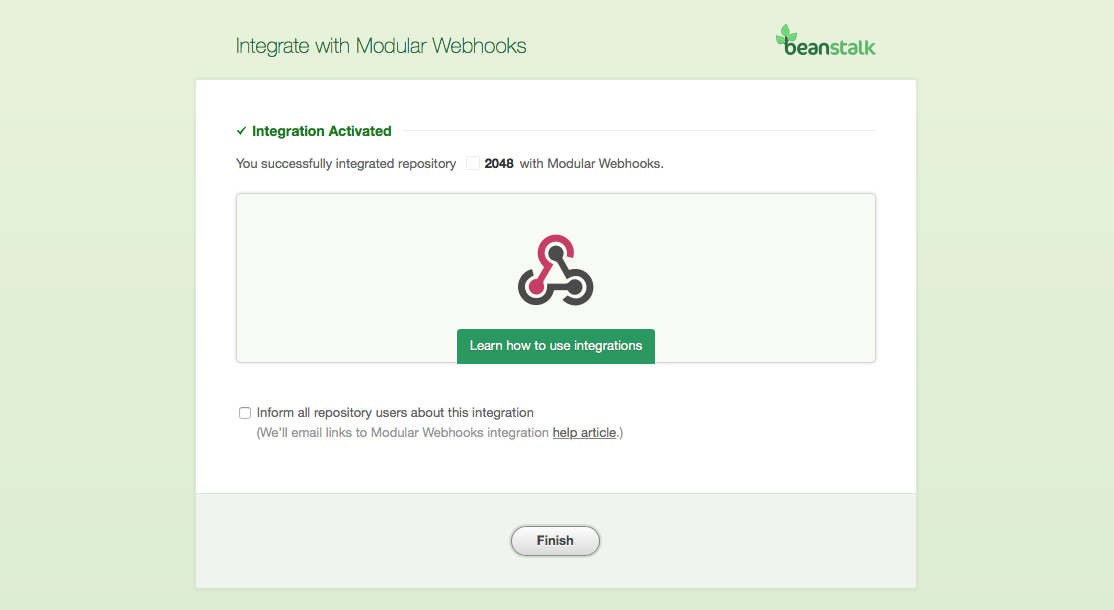 Integrate with Modular Webhooks
beanstalk
Integration Activated
You successfully integrated repository 2048 with Modular Webhooks.
Learn how to use integrations
Inform all repository users about this integration
(We'll email links to Modular Webhooks integration help article.)
Finish